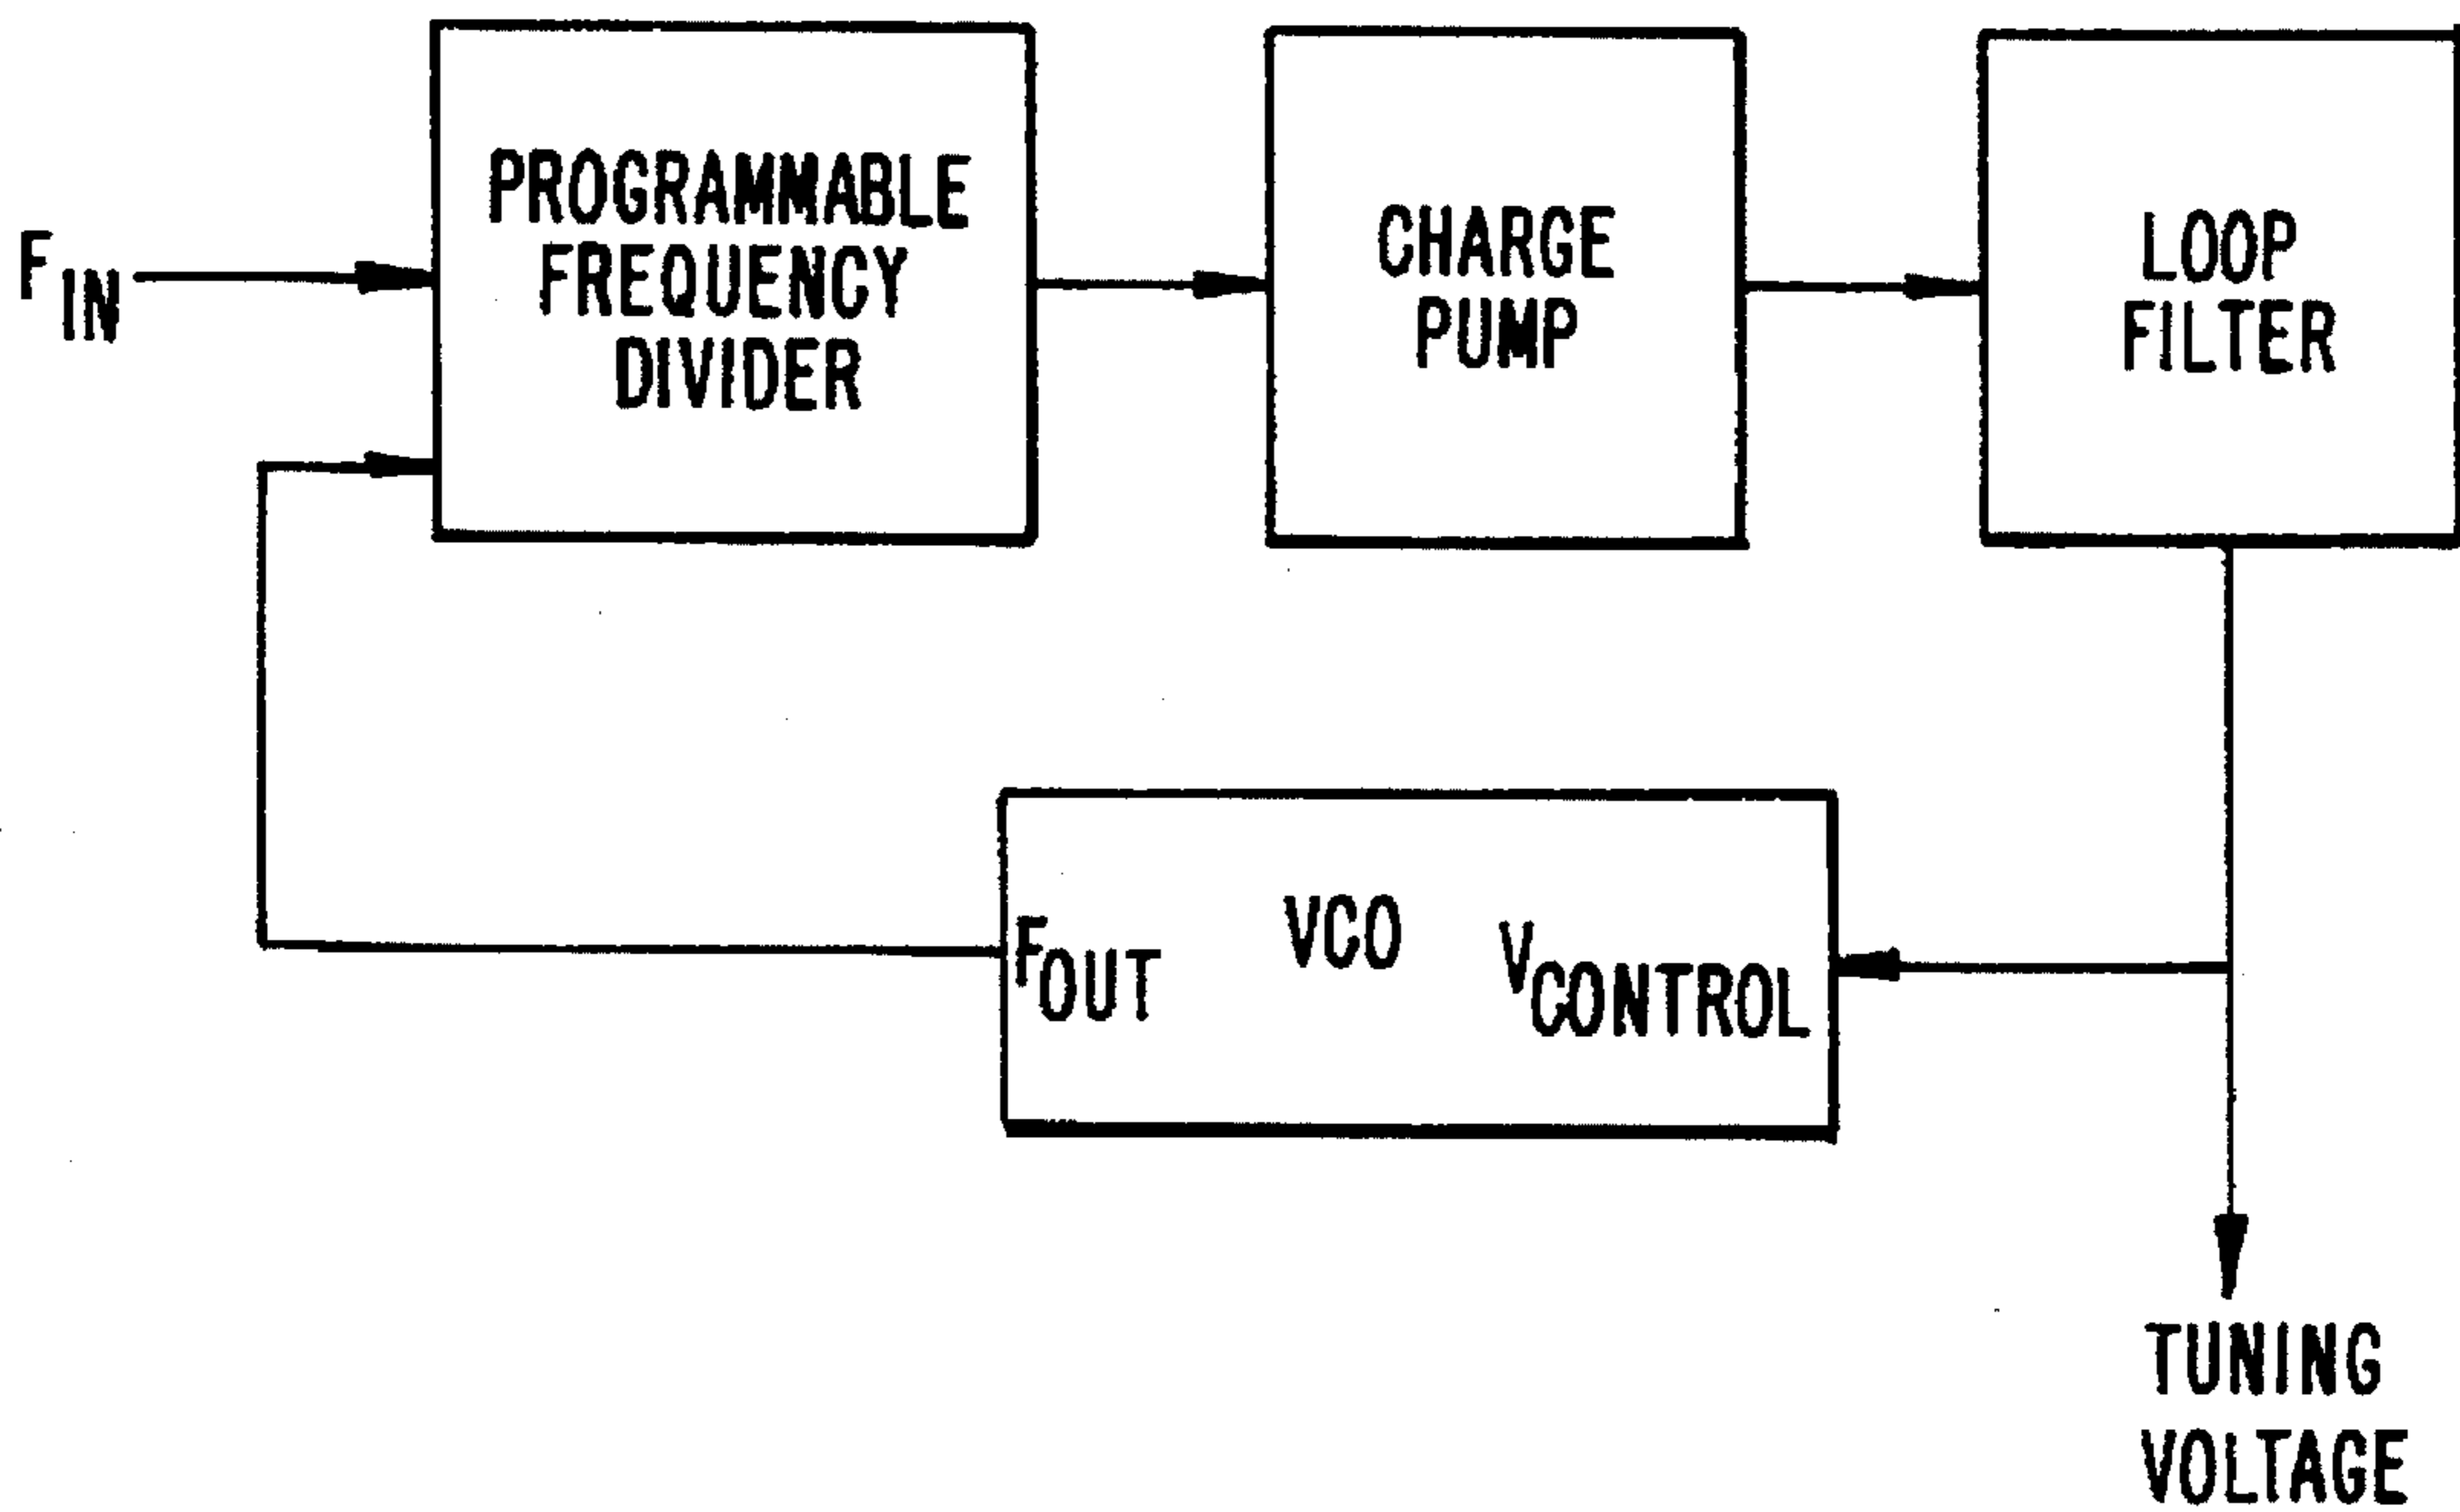 PROGRAMMABLE
FREQUENCY
DIVIDER
F_IN
CHARGE
PUMP
LOOP
FILTER
F_OUT
VCO
V_CONTROL
TUNING
VOLTAGE